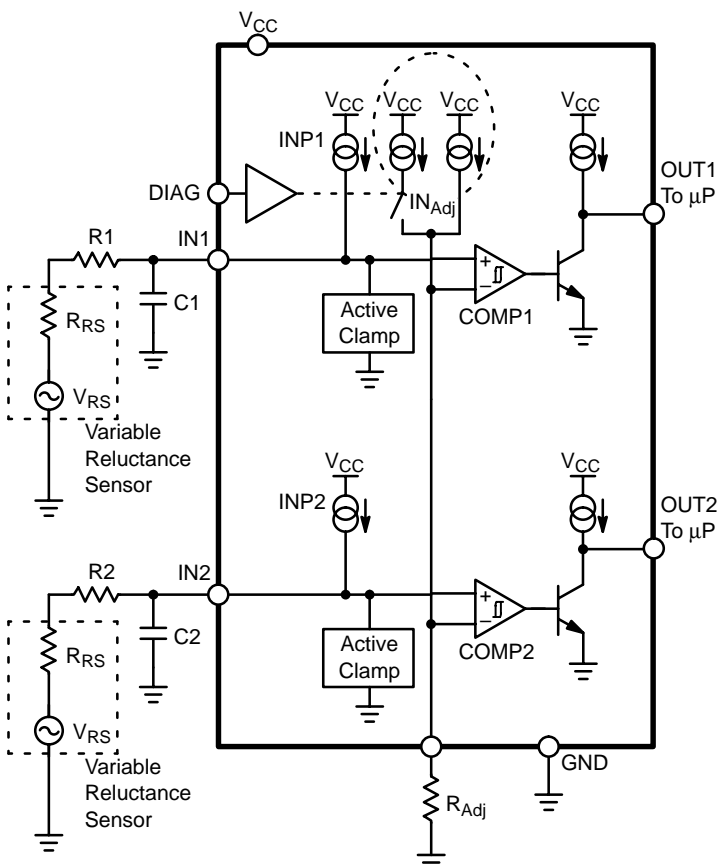 VCC
VCC
VCC
VCC
VCC
INP1
OUT1
To µP
DIAG
INAdj
R1
IN1
+
−
C1
Active
Clamp
COMP1
RRS
VRS
Variable
Reluctance
Sensor
VCC
VCC
INP2
OUT2
To µP
R2
IN2
+
−
C2
Active
Clamp
COMP2
RRS
VRS
Variable
Reluctance
Sensor
GND
RAdj